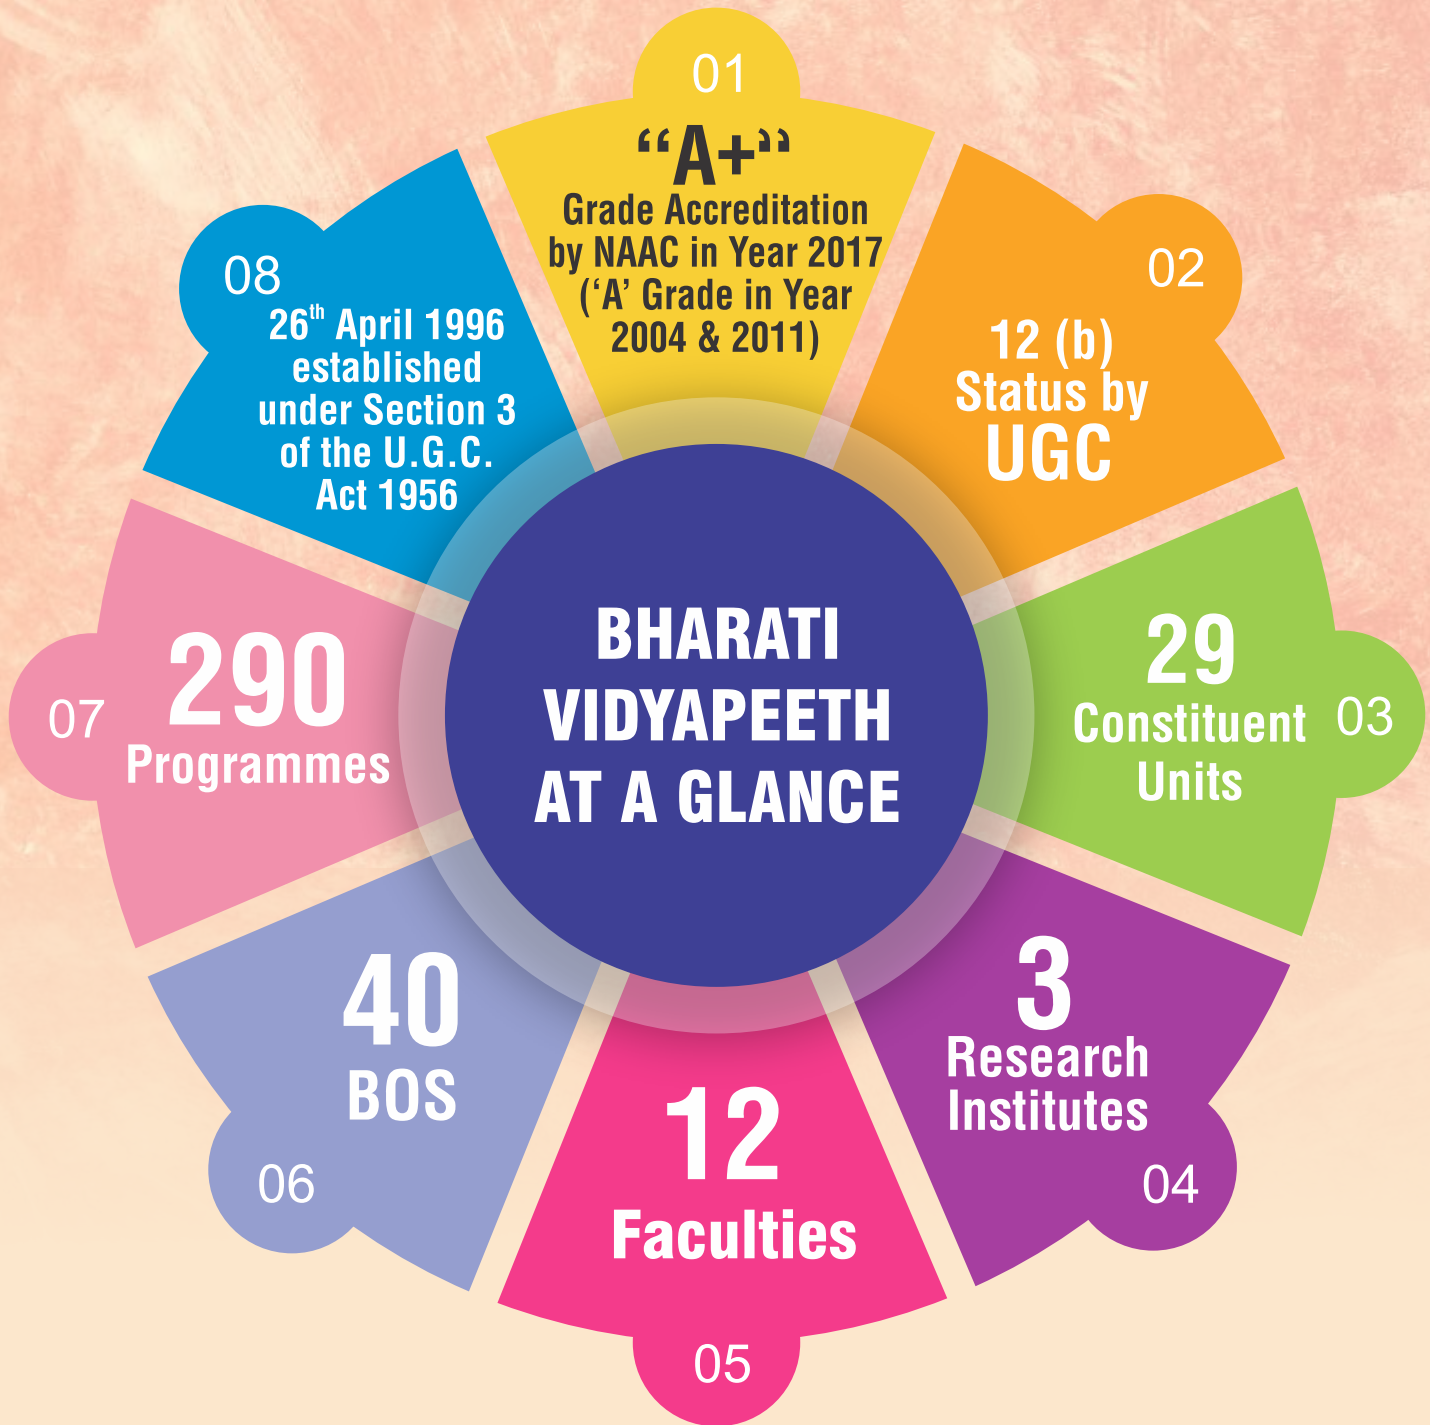 BHARATI
VIDYAPEETH
AT A GLANCE
01
“A+“
Grade Accreditation
by NAAC in Year 2017
(‘A’ Grade in Year
2004 & 2011)
02
12 (b)
Status by
UGC
03
29
Constituent
Units
04
3
Research
Institutes
05
12
Faculties
06
40
BOS
07
290
Programmes
08
26th April 1996
established
under Section 3
of the U.G.C.
Act 1956